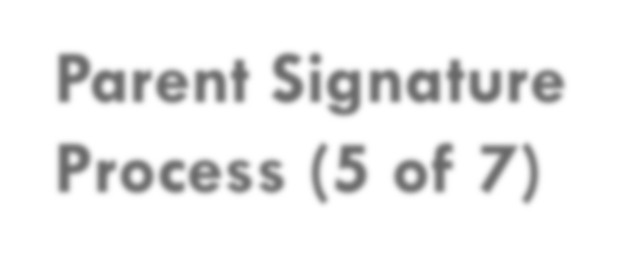 Parent Signature
Process (5 of 7)